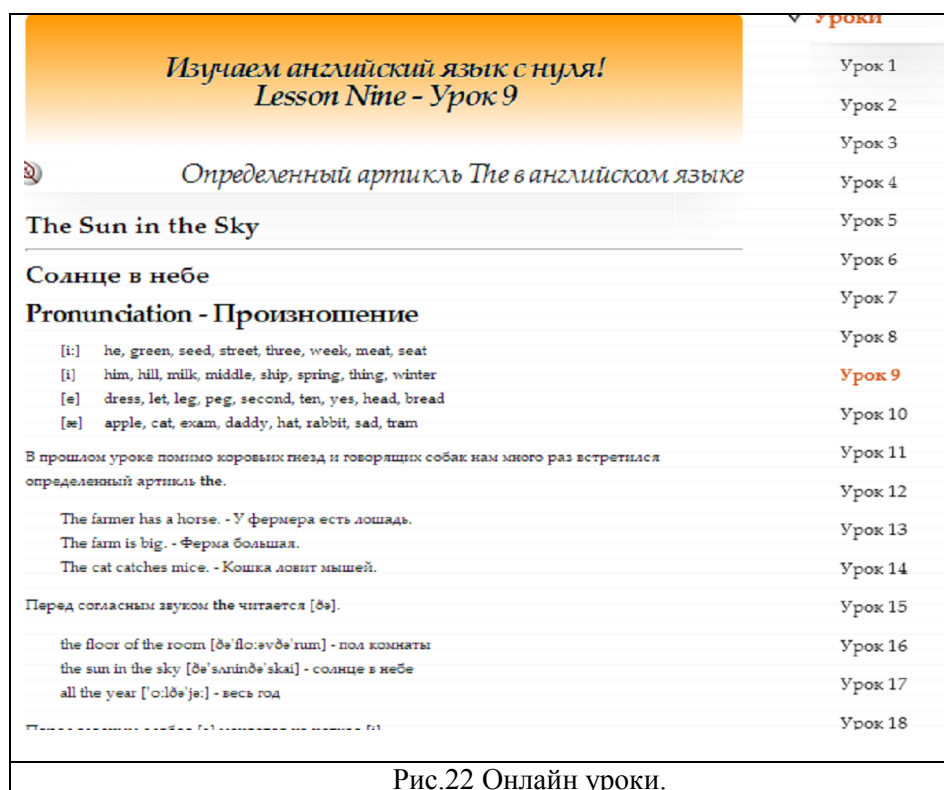 Изучаем английский язык с нуля!
Lesson Nine - Урок 9
Определенный артикль The в английском языке
The Sun in the Sky
Солнце в небе
Pronunciation - Произношение
[i:] he, green, seed, street, three, week, meat, seat
[i] him, hill, milk, middle, ship, spring, thing, winter
[e] dress, let, leg, peg, second, ten, yes, head, bread
[æ] apple, cat, exam, daddy, hat, rabbit, sad, tram
В прошлом уроке помимо коровьих гнезд и говорящих собак нам много раз встретился
определенный артикль the.
The farmer has a horse. - У фермера есть лошадь.
The farm is big. - Ферма большая.
The cat catches mice. - Кошка ловит мышей.
Перед согласным звуком the читается [ðə].
the floor of the room [ðə'flo:əvðə'rum] - пол комнаты
the sun in the sky [ðə'sʌninðə'skai] - солнце в небе
all the year ['o:lðə'jə:] - весь год
Уроки
Урок 1
Урок 2
Урок 3
Урок 4
Урок 5
Урок 6
Урок 7
Урок 8
Урок 9
Урок 10
Урок 11
Урок 12
Урок 13
Урок 14
Урок 15
Урок 16
Урок 17
Урок 18
Рис.22 Онлайн уроки.